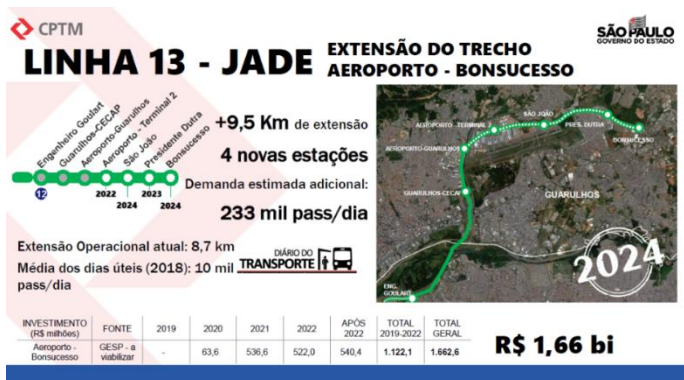 CPTM
SÃO PAULO
GOVERNO DO ESTADO
LINHA 13 - JADE
EXTENSÃO DO TRECHO
AEROPORTO - BONSUCESSO
Engenheiro Goulart
Guarulhos-CECAP
Aeroporto-Guarulhos
Aeroporto - Terminal 2
São João
Presidente Dutra
Bonsucesso
12
2022
2024
2023
2024
+9,5 Km de extensão
4 novas estações
Demanda estimada adicional:
233 mil pass/dia
Extensão Operacional atual: 8,7 km
Média dos dias úteis (2018): 10 mil
pass/dia
DIÁRIO DO
TRANSPORTE
AEROPORTO - TERMINAL 2
SÃO JOÃO
PRES. DUTRA
BONSUCESSO
AEROPORTO-GUARULHOS
GUARULHOS-CECAP
GUARULHOS
ENG.
GOULART
2024
INVESTIMENTO (R$ milhões) FONTE 2019 2020 2021 2022 APÓS 2022 TOTAL 2019-2022 TOTAL GERAL
Aeroporto - Bonsucesso GESP - a viabilizar - 63,6 536,6 522,0 540,4 1.122,1 1.662,6
R$ 1,66 bi